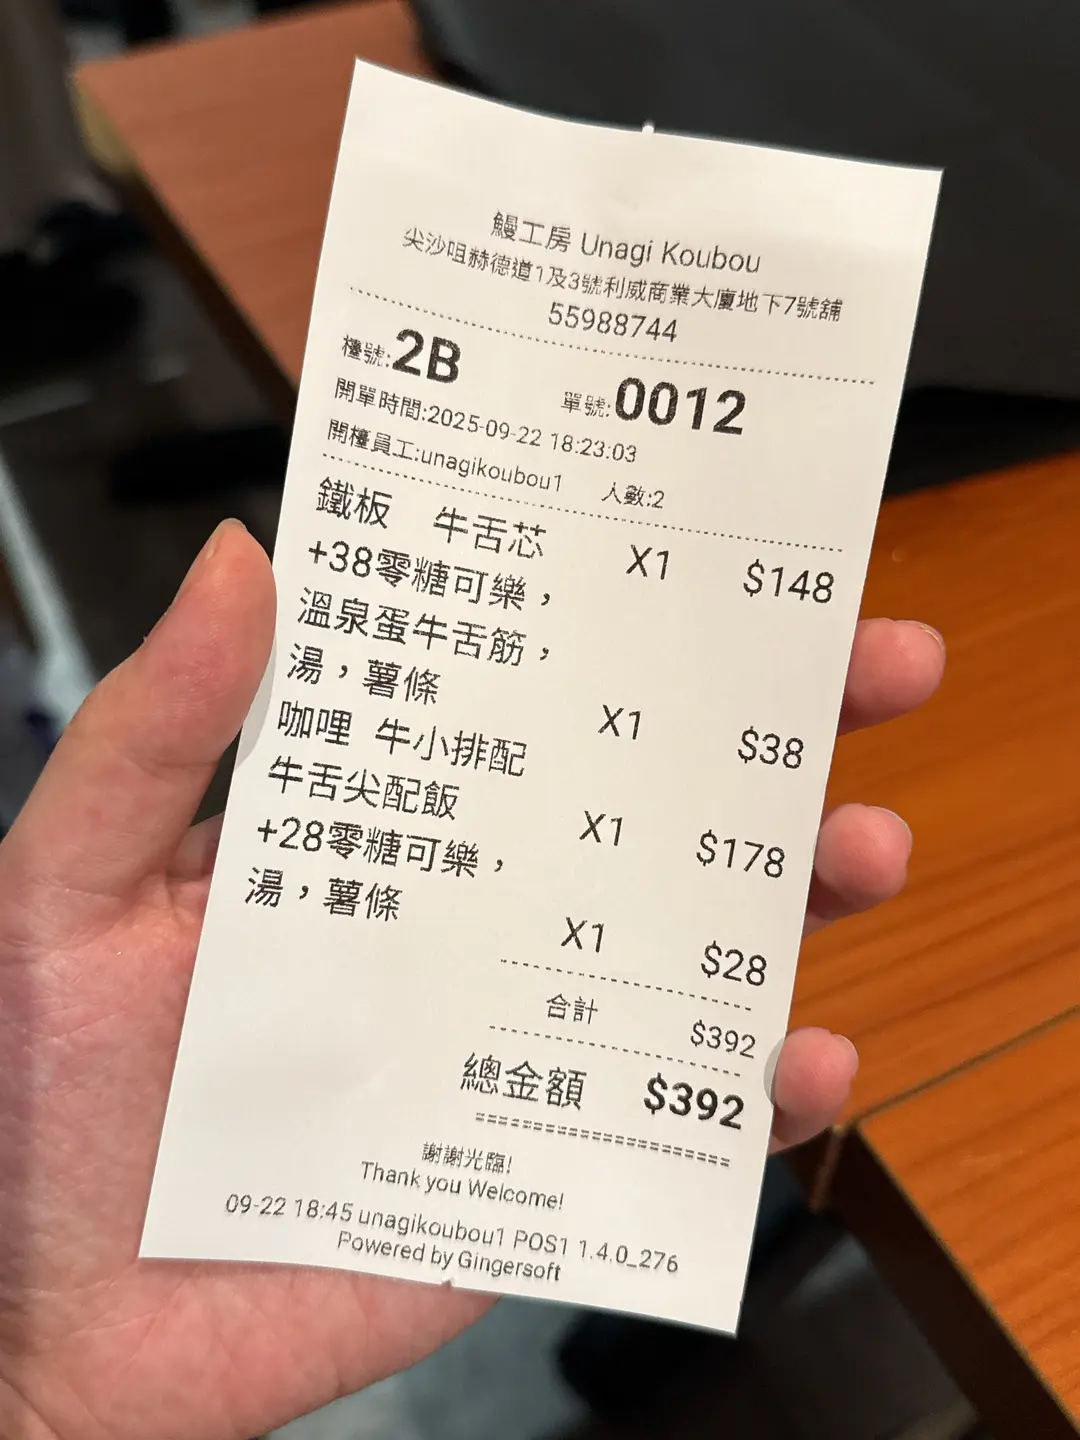 鰻工房 Unagi Koubou
尖沙咀赫德道1及3號利威商業大廈地下7號舖
55988744
檯號:2B 單號:0012
開單時間:2025-09-22 18:23:03
開檯員工:unagikoubou1 人數:2
鐵板 牛舌芯 X1 $148
+38零糖可樂，
溫泉蛋牛舌筋，
湯，薯條 X1 $38
咖哩 牛小排配
牛舌尖配飯 X1 $178
+28零糖可樂，
湯，薯條 X1 $28
合計 $392
總金額 $392
謝謝光臨!
Thank you Welcome!
09-22 18:45 unagikoubou1 POS1 1.4.0_276
Powered by Gingersoft